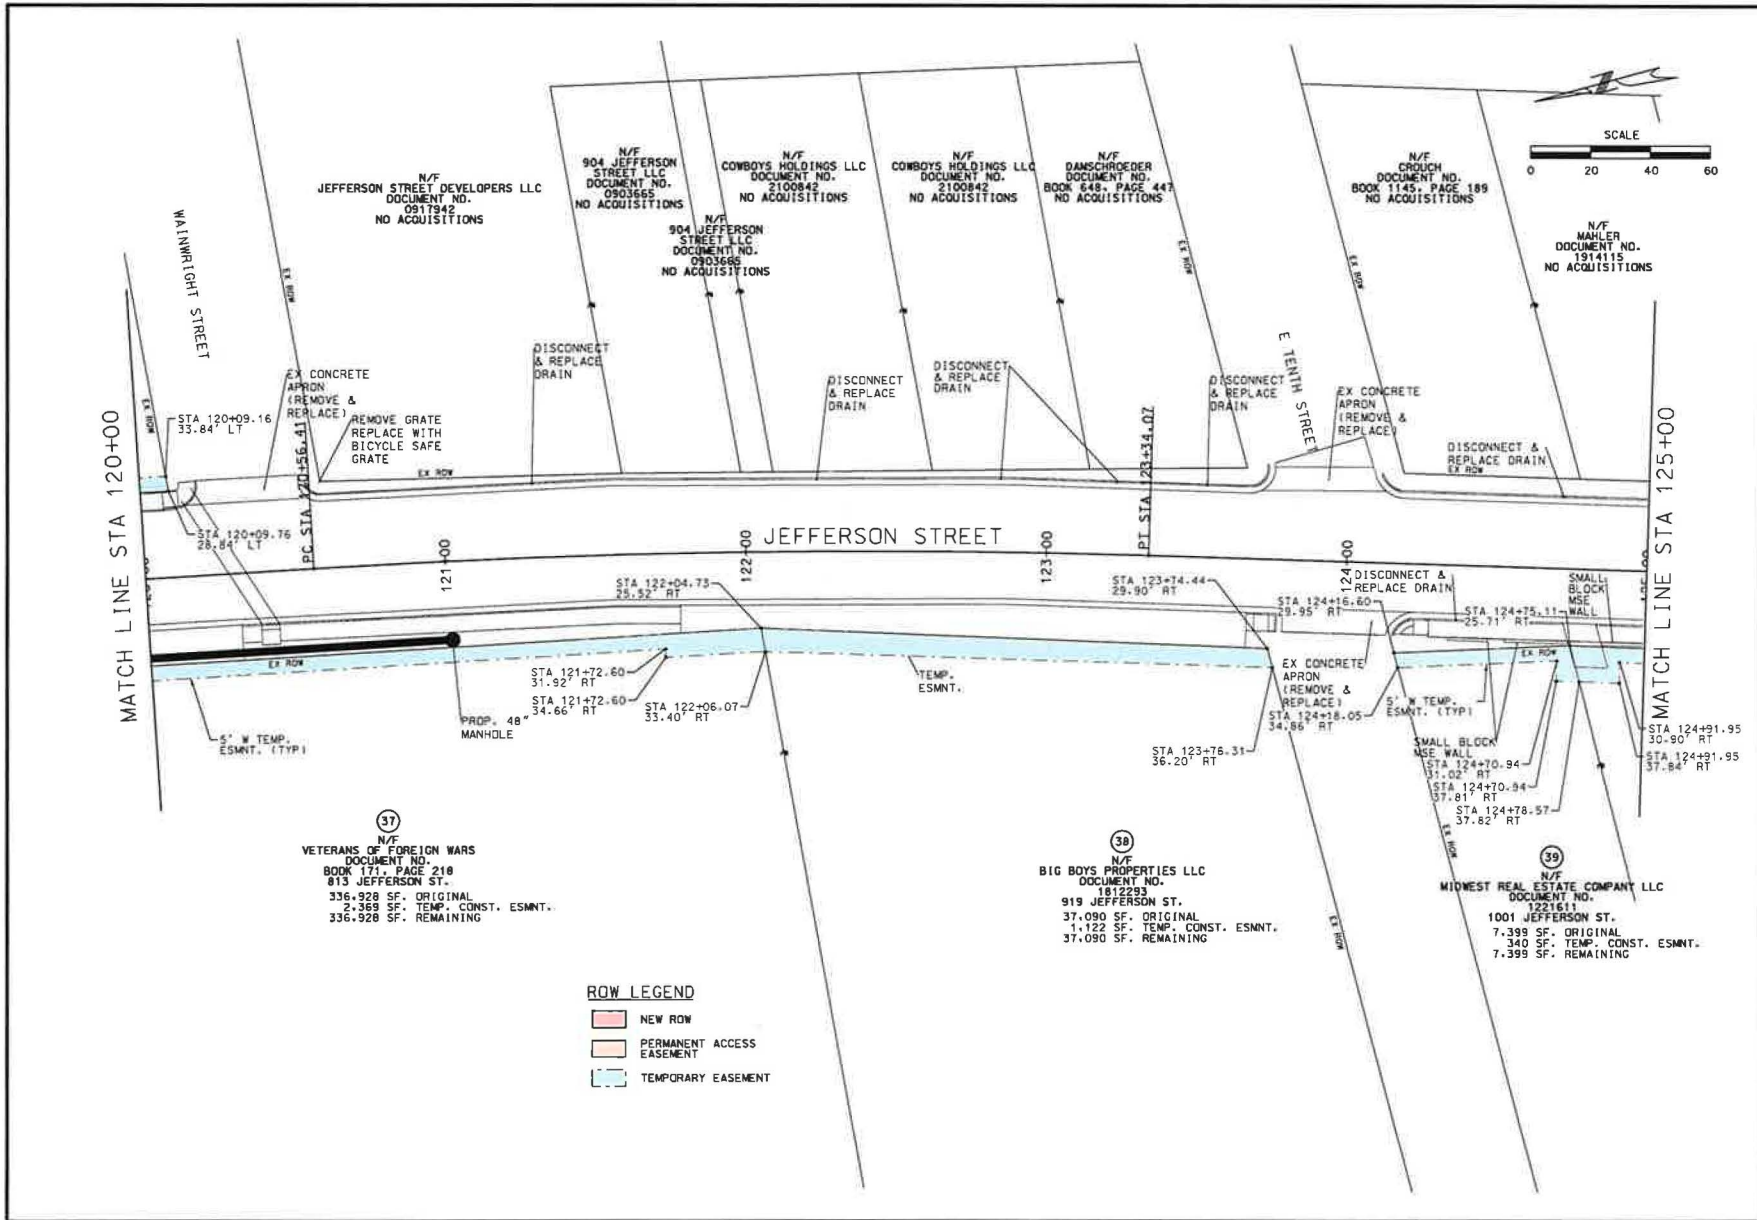 SCALE
0 20 40 60
N/F
JEFFERSON STREET DEVELOPERS LLC
DOCUMENT NO.
0917942
NO ACQUISITIONS
N/F
904 JEFFERSON
STREET LLC
DOCUMENT NO.
0903665
NO ACQUISITIONS
N/F
904 JEFFERSON
STREET LLC
DOCUMENT NO.
0903665
NO ACQUISITIONS
N/F
COWBOYS HOLDINGS LLC
DOCUMENT NO.
2100842
NO ACQUISITIONS
N/F
COWBOYS HOLDINGS LLC
DOCUMENT NO.
2100842
NO ACQUISITIONS
N/F
DAMSCHROEDER
DOCUMENT NO.
BOOK 648, PAGE 447
NO ACQUISITIONS
N/F
CROUCH
DOCUMENT NO.
BOOK 1145, PAGE 189
NO ACQUISITIONS
N/F
MAHLER
DOCUMENT NO.
1914115
NO ACQUISITIONS
WAINWRIGHT STREET
E TENTH STREET
EX ROW
EX ROW
EX ROW
EX ROW
MATCH LINE STA 120+00
MATCH LINE STA 125+00
STA 120+09.16
33.84' LT
EX CONCRETE
APRON
(REMOVE &
REPLACE)
REMOVE GRATE
REPLACE WITH
BICYCLE SAFE
GRATE
DISCONNECT
& REPLACE
DRAIN
DISCONNECT
& REPLACE
DRAIN
DISCONNECT
& REPLACE
DRAIN
DISCONNECT
& REPLACE
DRAIN
EX CONCRETE
APRON
(REMOVE &
REPLACE)
DISCONNECT &
REPLACE DRAIN
EX ROW
EX ROW
PC STA 120+56.41
PT STA 123+34.07
STA 120+09.76
28.84' LT
JEFFERSON STREET
121+00
122+00
123+00
124+00
STA 122+04.73
25.52' RT
STA 123+74.44
29.90' RT
DISCONNECT &
REPLACE DRAIN
STA 124+16.60
29.95' RT
STA 124+75.11
25.71' RT
SMALL
BLOCK
MSE
WALL
EX ROW
EX ROW
STA 121+72.60
31.92' RT
STA 121+72.60
34.66' RT
STA 122+06.07
33.40' RT
TEMP.
ESMNT.
5' W TEMP.
ESMNT. (TYP)
PROP. 48"
MANHOLE
EX CONCRETE
APRON
(REMOVE &
REPLACE)
STA 124+18.05
34.86' RT
5' W TEMP.
ESMNT. (TYP)
STA 123+76.31
36.20' RT
SMALL BLOCK
MSE WALL
STA 124+70.94
31.02' RT
STA 124+70.94
37.81' RT
STA 124+78.57
37.82' RT
STA 124+91.95
30.90' RT
STA 124+91.95
37.84' RT
EX ROW
EX ROW
37
N/F
VETERANS OF FOREIGN WARS
DOCUMENT NO.
BOOK 171, PAGE 218
813 JEFFERSON ST.
336,928 SF. ORIGINAL
2,369 SF. TEMP. CONST. ESMNT.
336,928 SF. REMAINING
38
N/F
BIG BOYS PROPERTIES LLC
DOCUMENT NO.
1812293
919 JEFFERSON ST.
37,090 SF. ORIGINAL
1,122 SF. TEMP. CONST. ESMNT.
37,090 SF. REMAINING
39
N/F
MIDWEST REAL ESTATE COMPANY LLC
DOCUMENT NO.
1221611
1001 JEFFERSON ST.
7,399 SF. ORIGINAL
340 SF. TEMP. CONST. ESMNT.
7,399 SF. REMAINING
ROW LEGEND
NEW ROW
PERMANENT ACCESS
EASEMENT
TEMPORARY EASEMENT